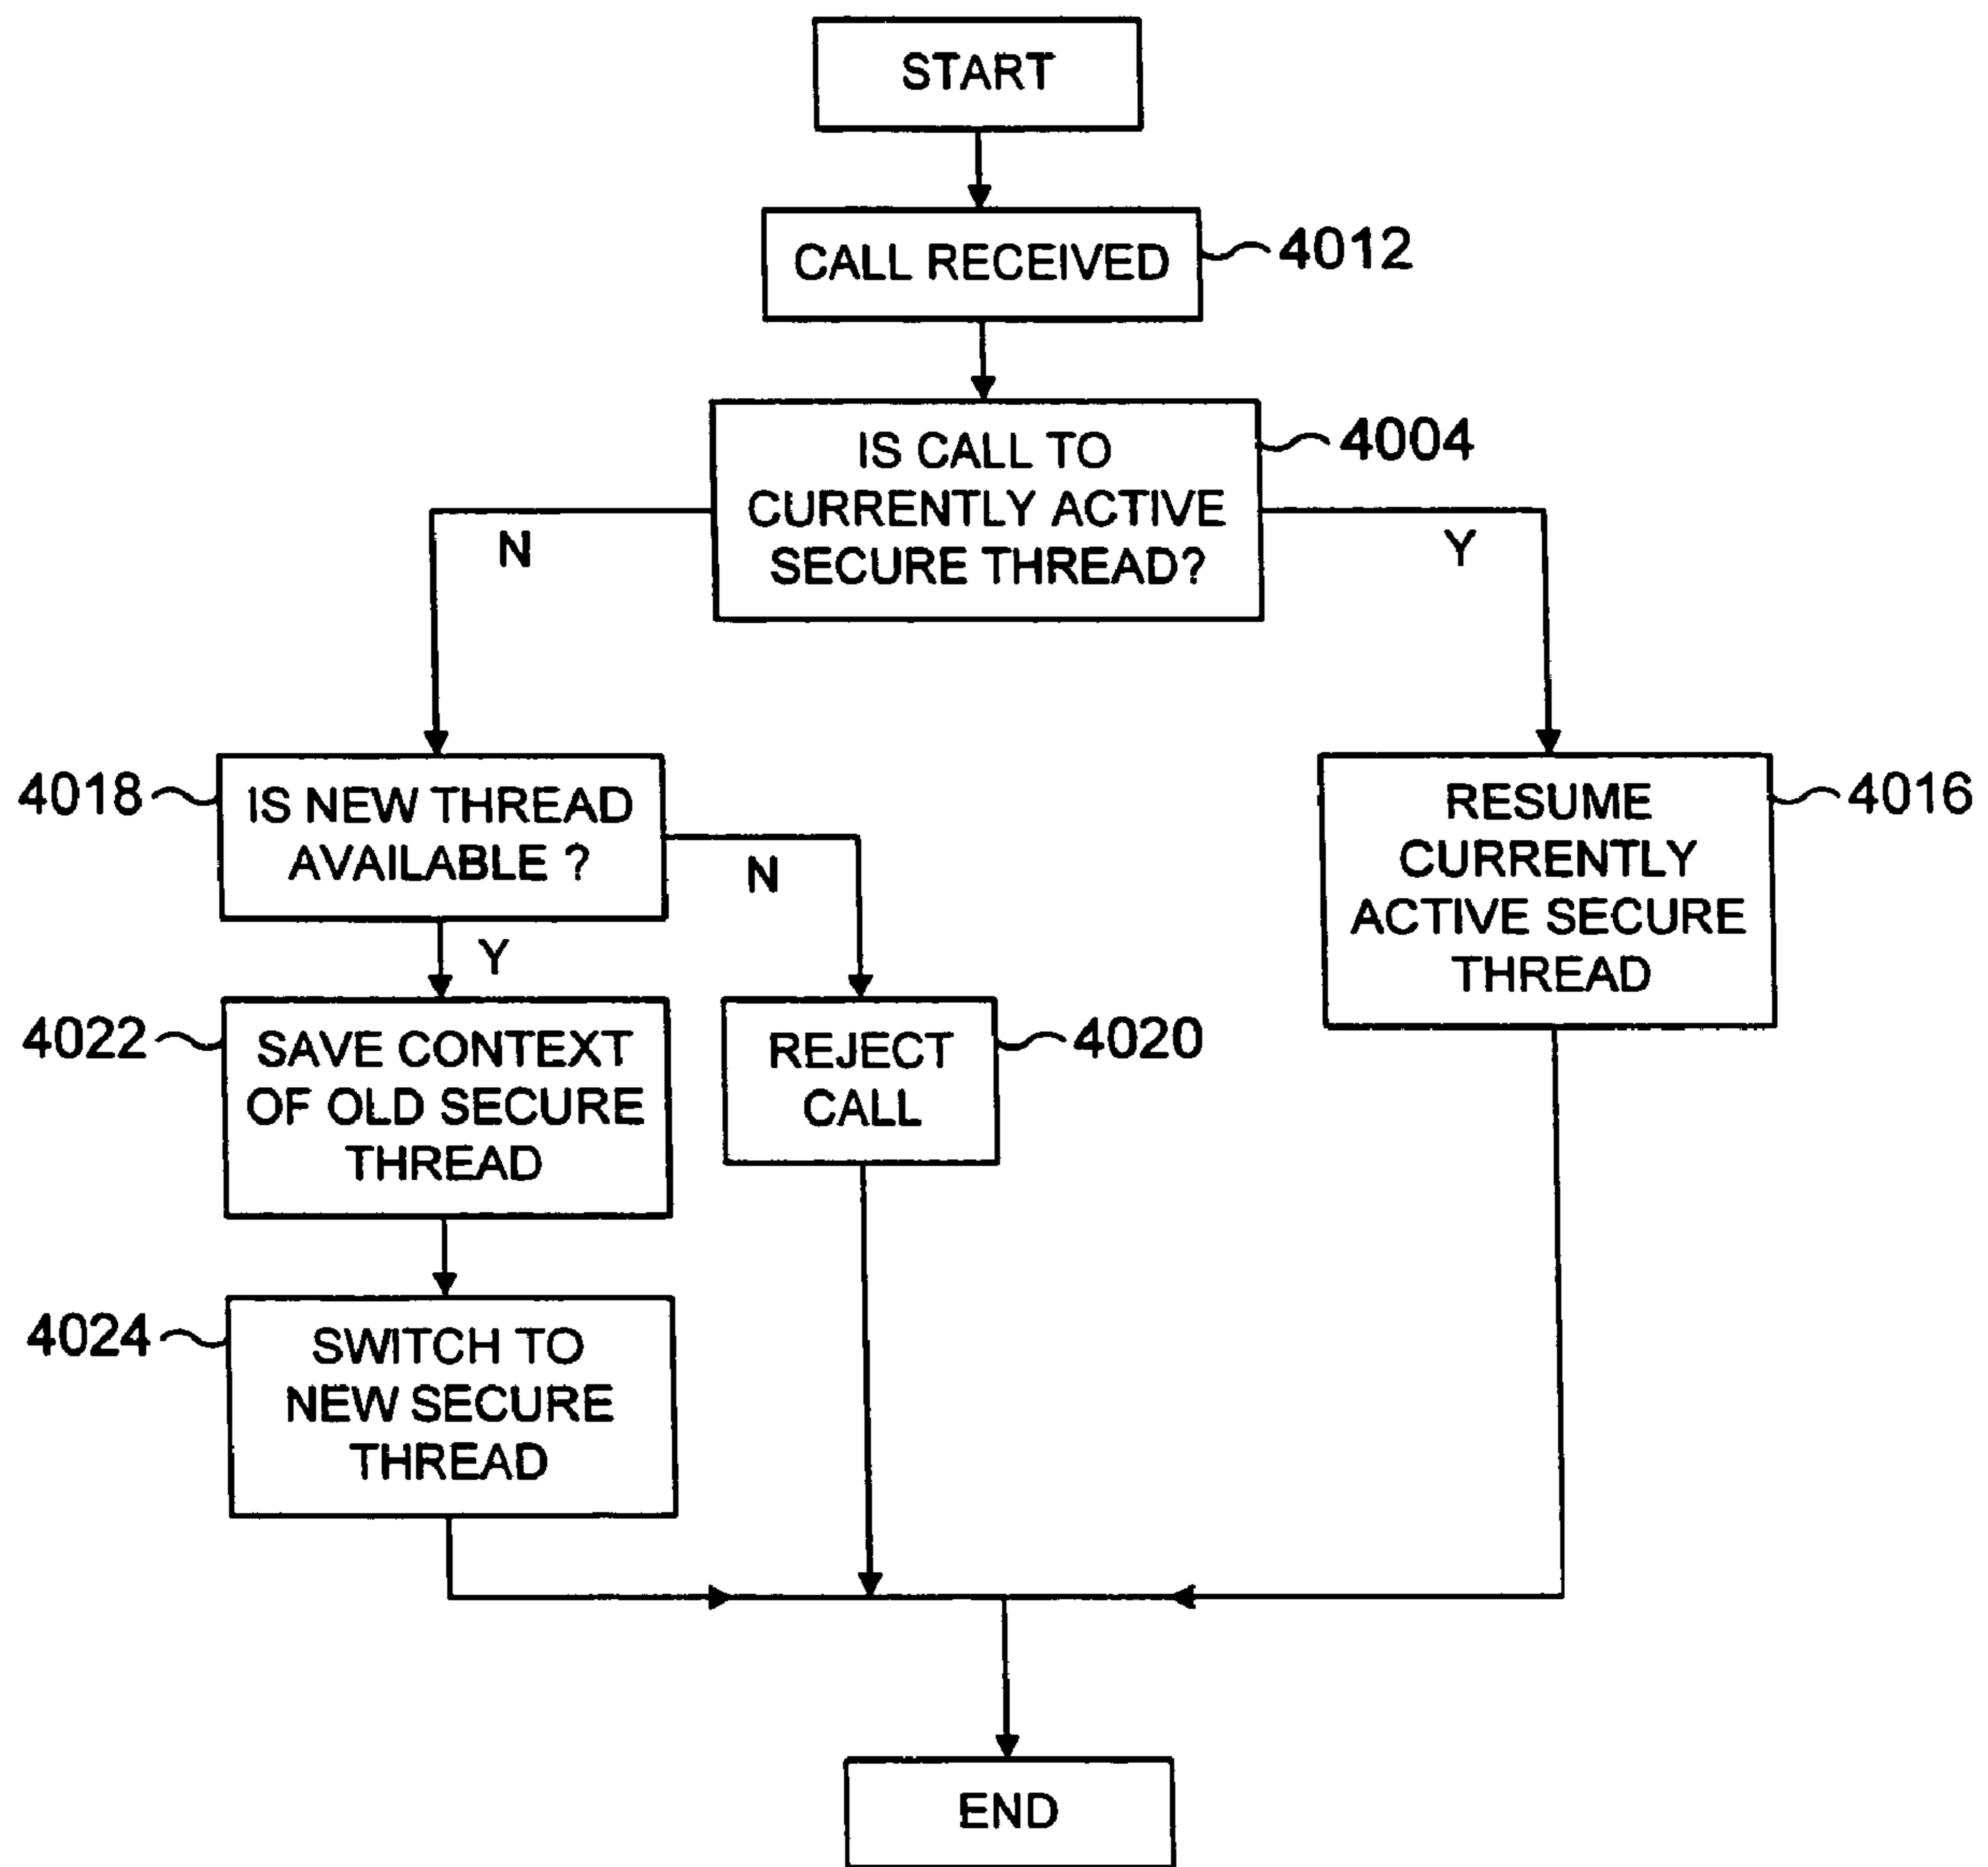 START
CALL RECEIVED
4012
IS CALL TO
CURRENTLY ACTIVE
SECURE THREAD?
4004
N
Y
4018
IS NEW THREAD
AVAILABLE ?
N
Y
RESUME
CURRENTLY
ACTIVE SECURE
THREAD
4016
4022
SAVE CONTEXT
OF OLD SECURE
THREAD
REJECT
CALL
4020
4024
SWITCH TO
NEW SECURE
THREAD
END